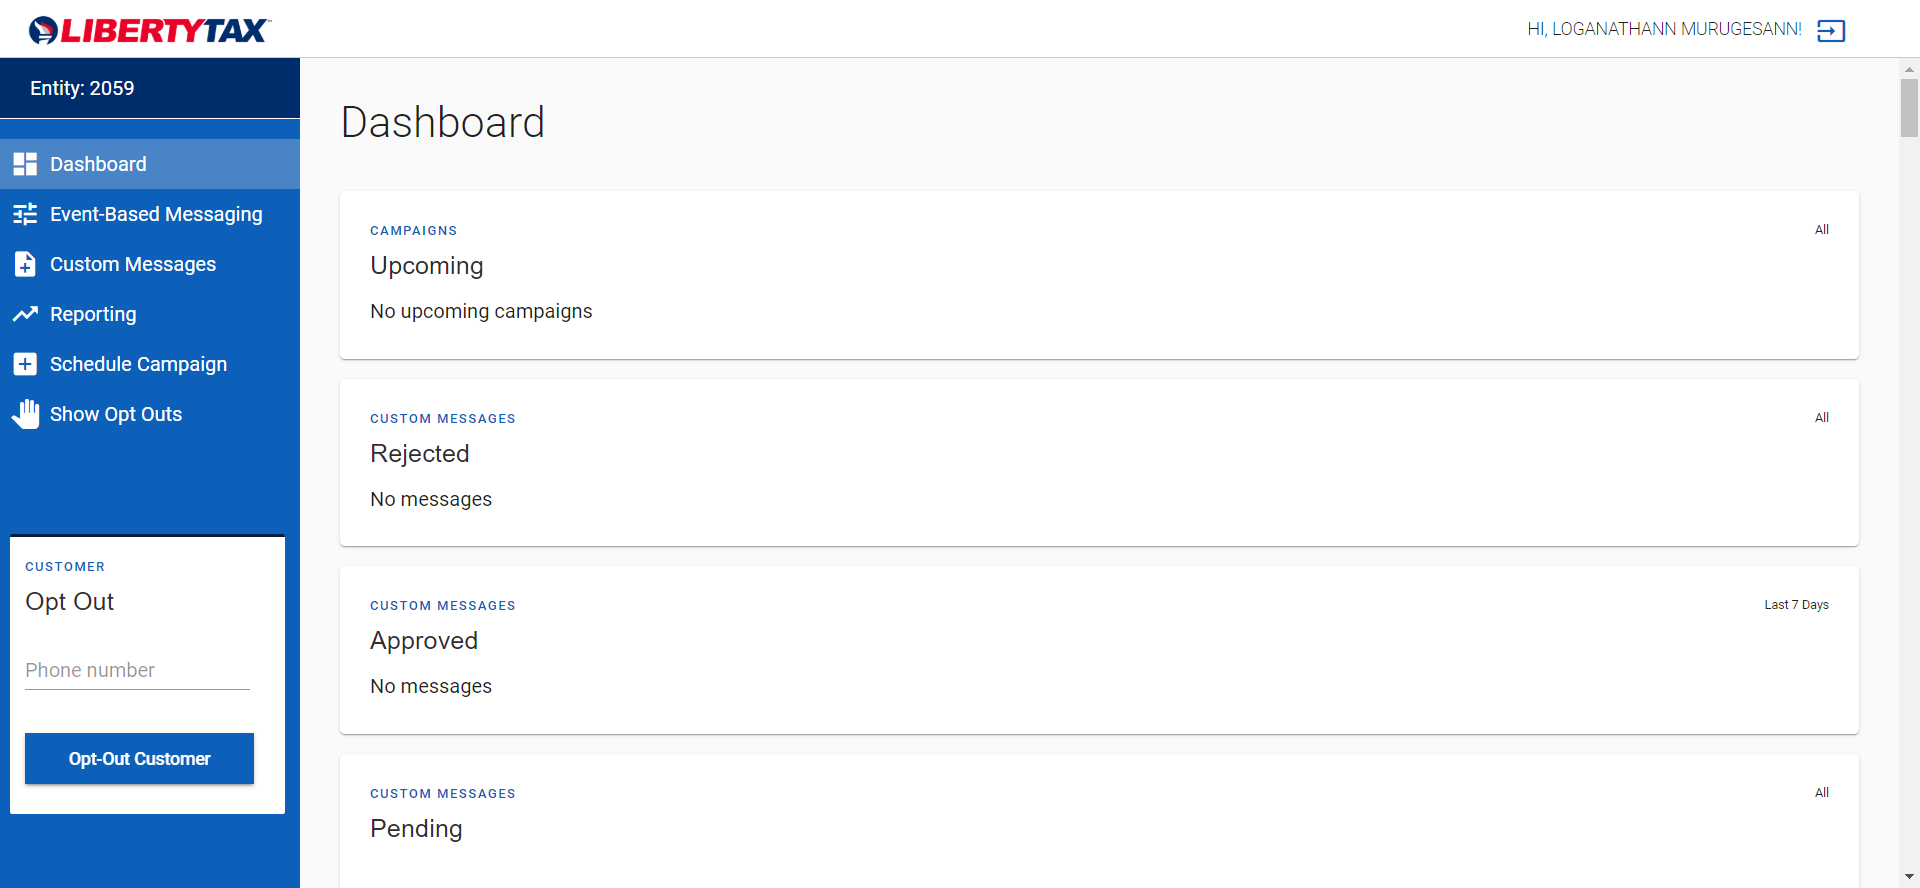 LIBERTYTAX
HI, LOGANATHANN MURUGESANN!
Entity: 2059
Dashboard
Event-Based Messaging
Custom Messages
Reporting
Schedule Campaign
Show Opt Outs
CUSTOMER
Opt Out
Phone number
Opt-Out Customer
Dashboard
CAMPAIGNS
All
Upcoming
No upcoming campaigns
CUSTOM MESSAGES
All
Rejected
No messages
CUSTOM MESSAGES
Last 7 Days
Approved
No messages
CUSTOM MESSAGES
All
Pending